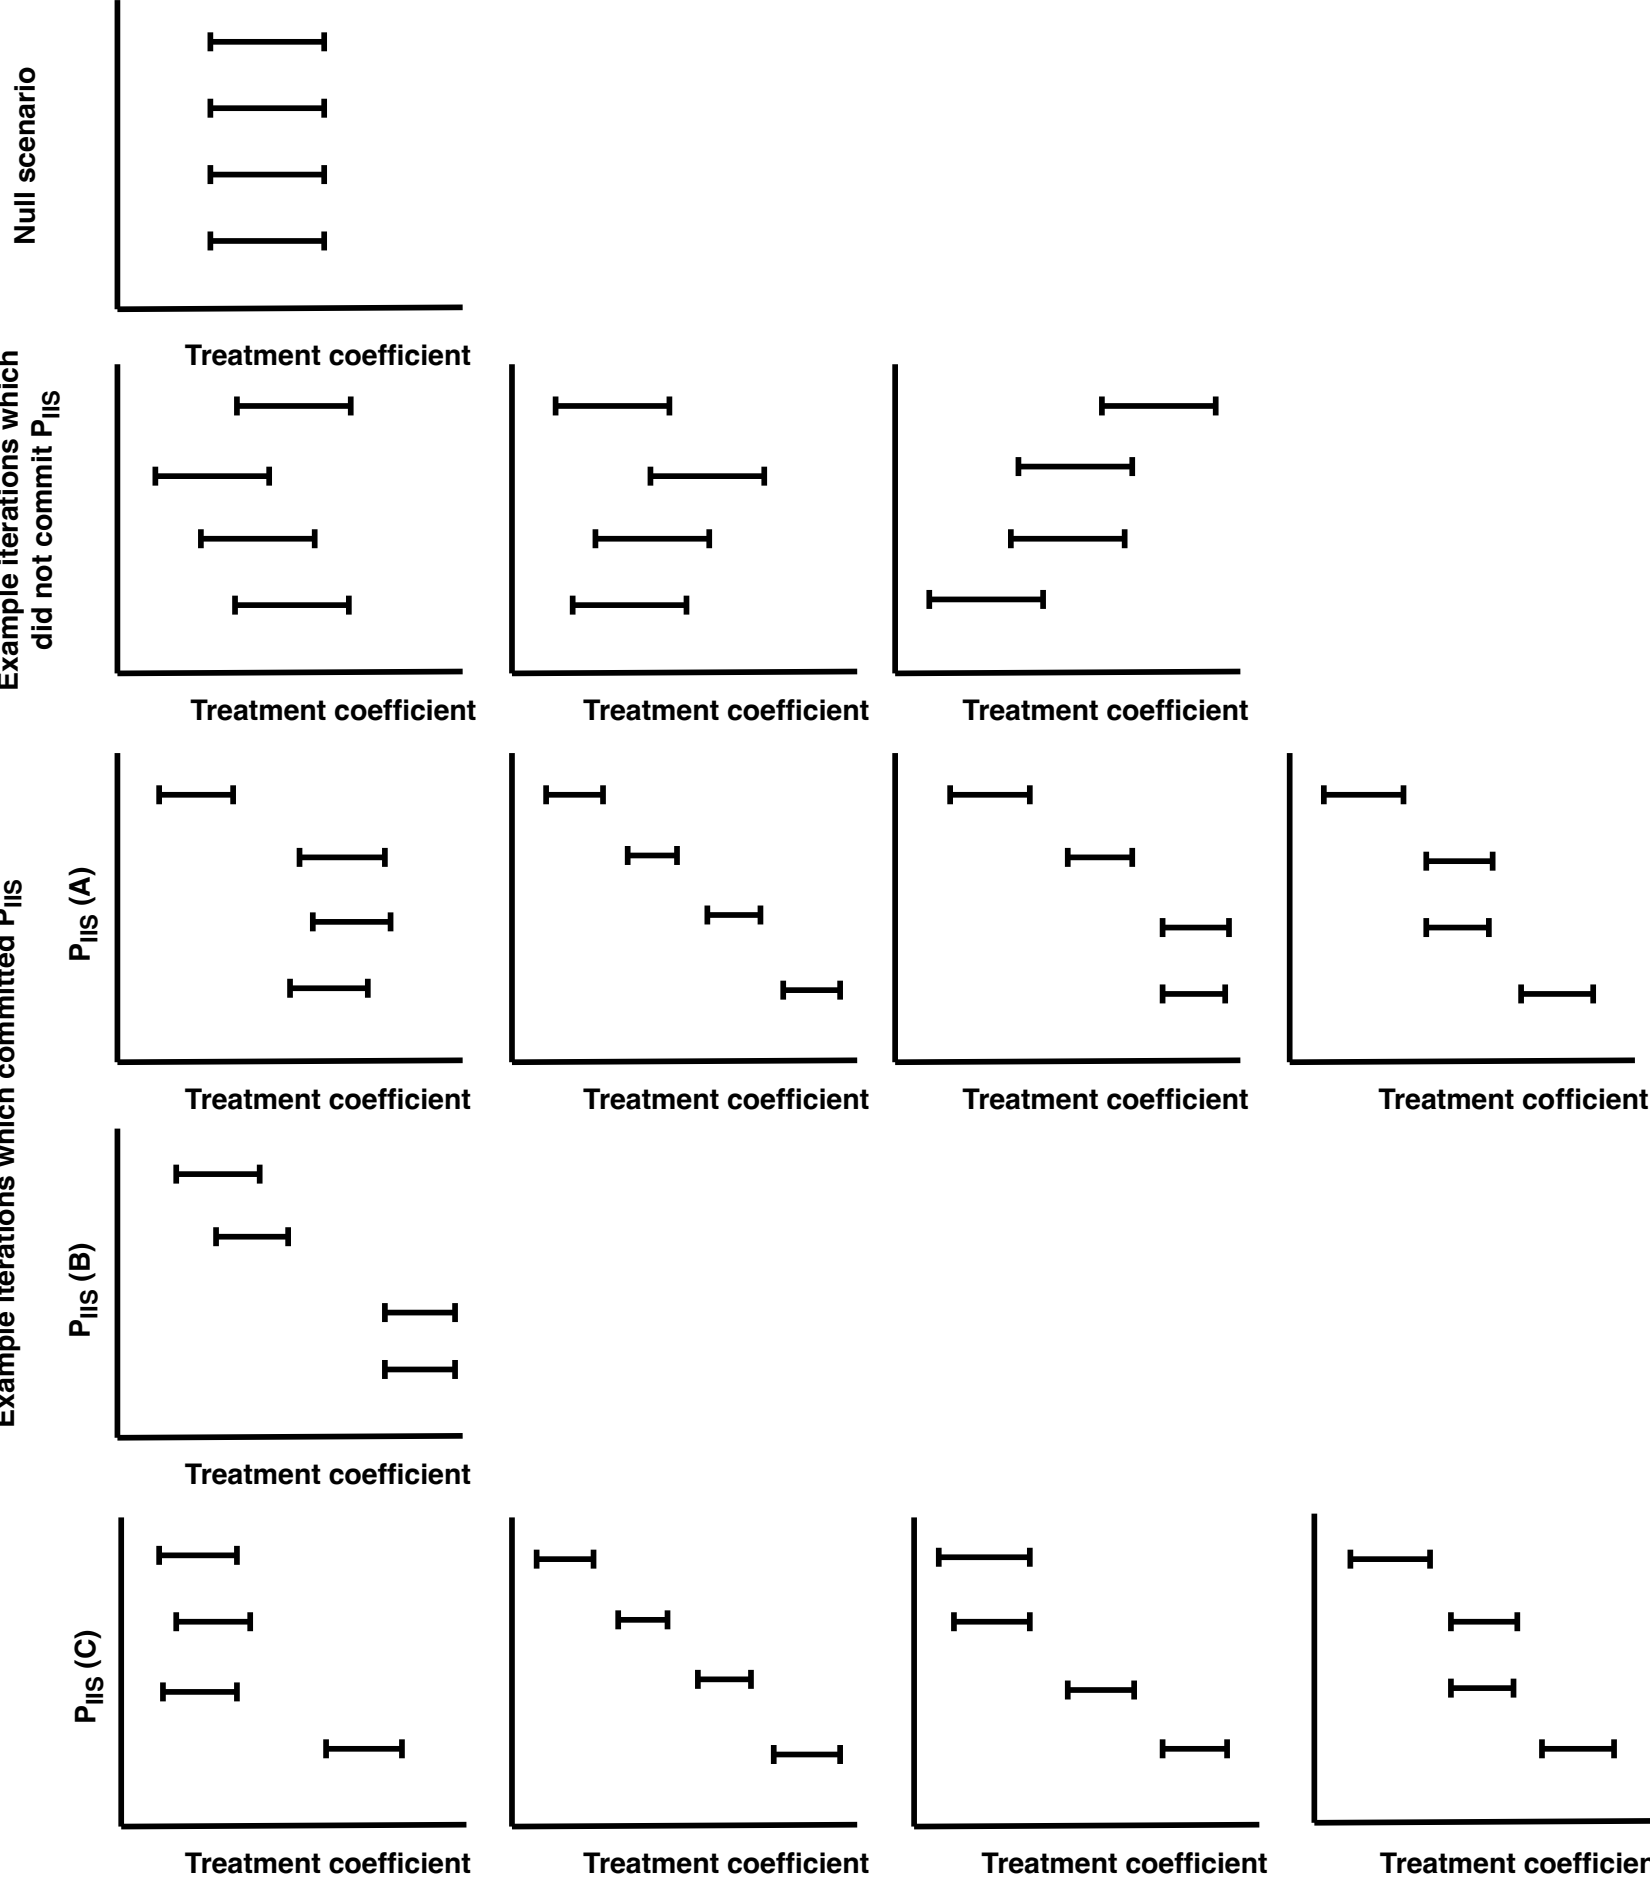 Null scenario
Treatment coefficient
Example iterations which
did not commit PIIS
Treatment coefficient
Treatment coefficient
Treatment coefficient
Example iterations which committed PIIS
PIIS (A)
Treatment coefficient
Treatment coefficient
Treatment coefficient
Treatment cofficient
PIIS (B)
Treatment coefficient
PIIS (C)
Treatment coefficient
Treatment coefficient
Treatment coefficient
Treatment coefficien